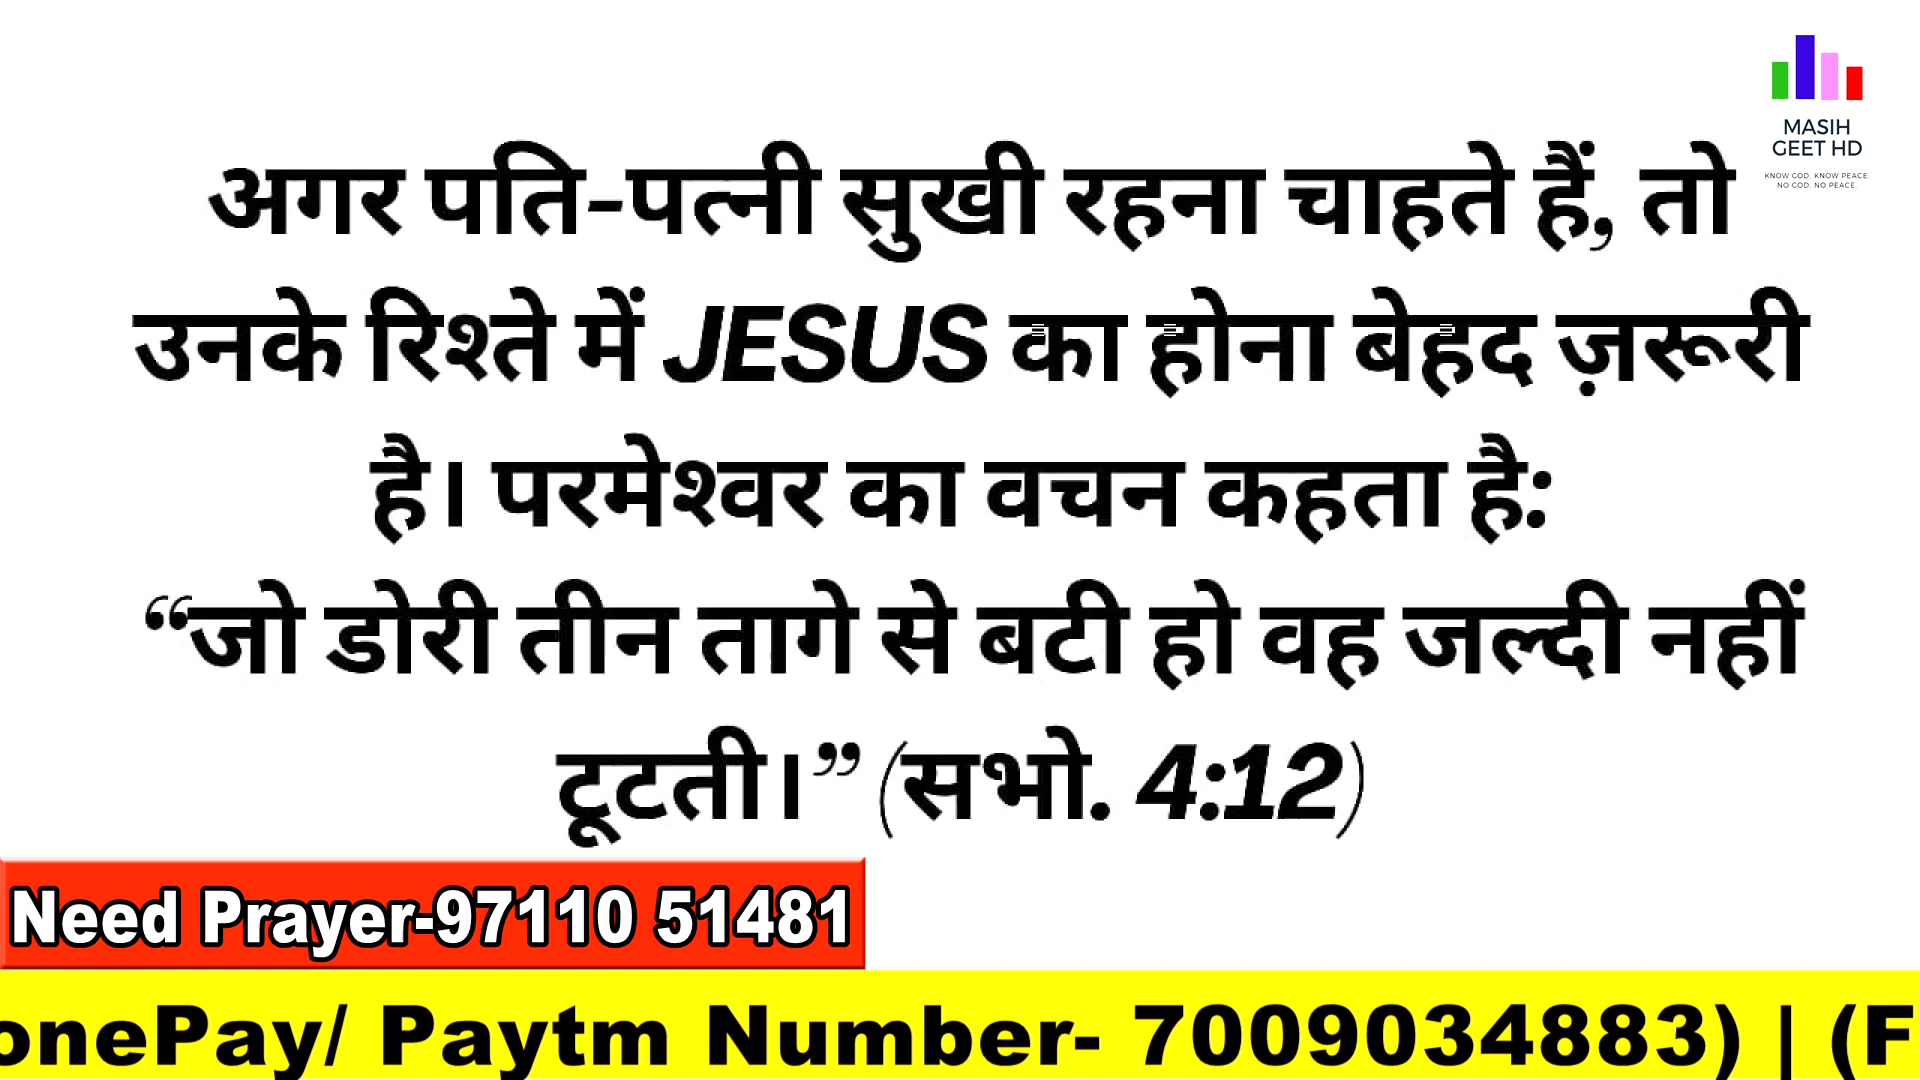 MASIH
GEET HD
KNOW GOD. KNOW PEACE.
NO GOD. NO PEACE.
अगर पति-पत्नी सुखी रहना चाहते हैं, तो
उनके रिश्ते में JESUS का होना बेहद ज़रूरी
है। परमेश्वर का वचन कहता है:
“जो डोरी तीन तागे से बटी हो वह जल्दी नहीं
टूटती।” (सभो. 4:12)
Need Prayer-97110 51481
onePay/ Paytm Number- 7009034883) | (F